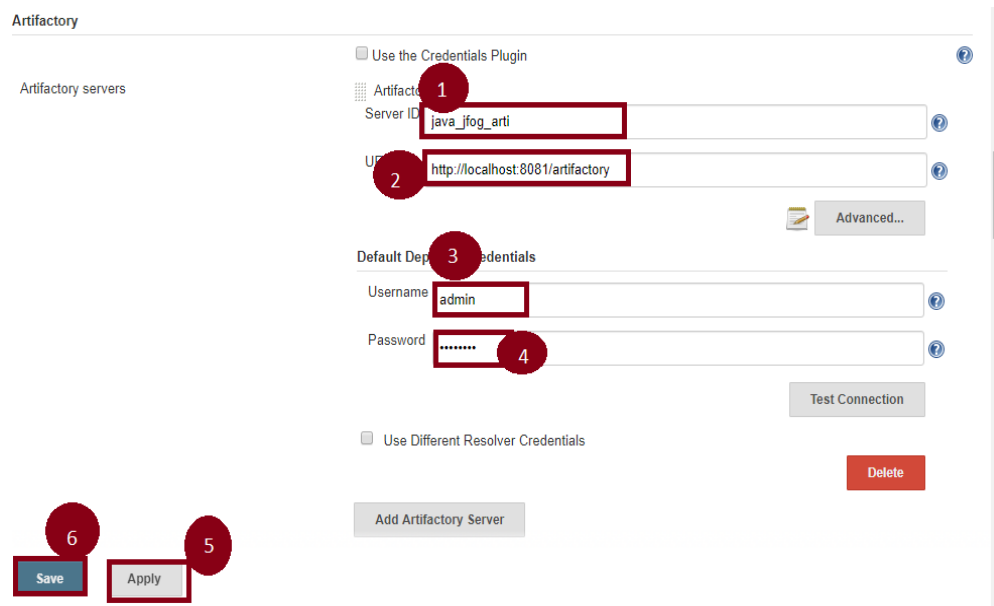 Artifactory
Use the Credentials Plugin
Artifactory servers
Artifacto
1
Server ID
java_jfog_arti
2
http://localhost:8081/artifactory
Advanced...
Default Dep 3 edentials
Username
admin
Password
••••••••
4
Test Connection
Use Different Resolver Credentials
Delete
Add Artifactory Server
6
5
Save
Apply